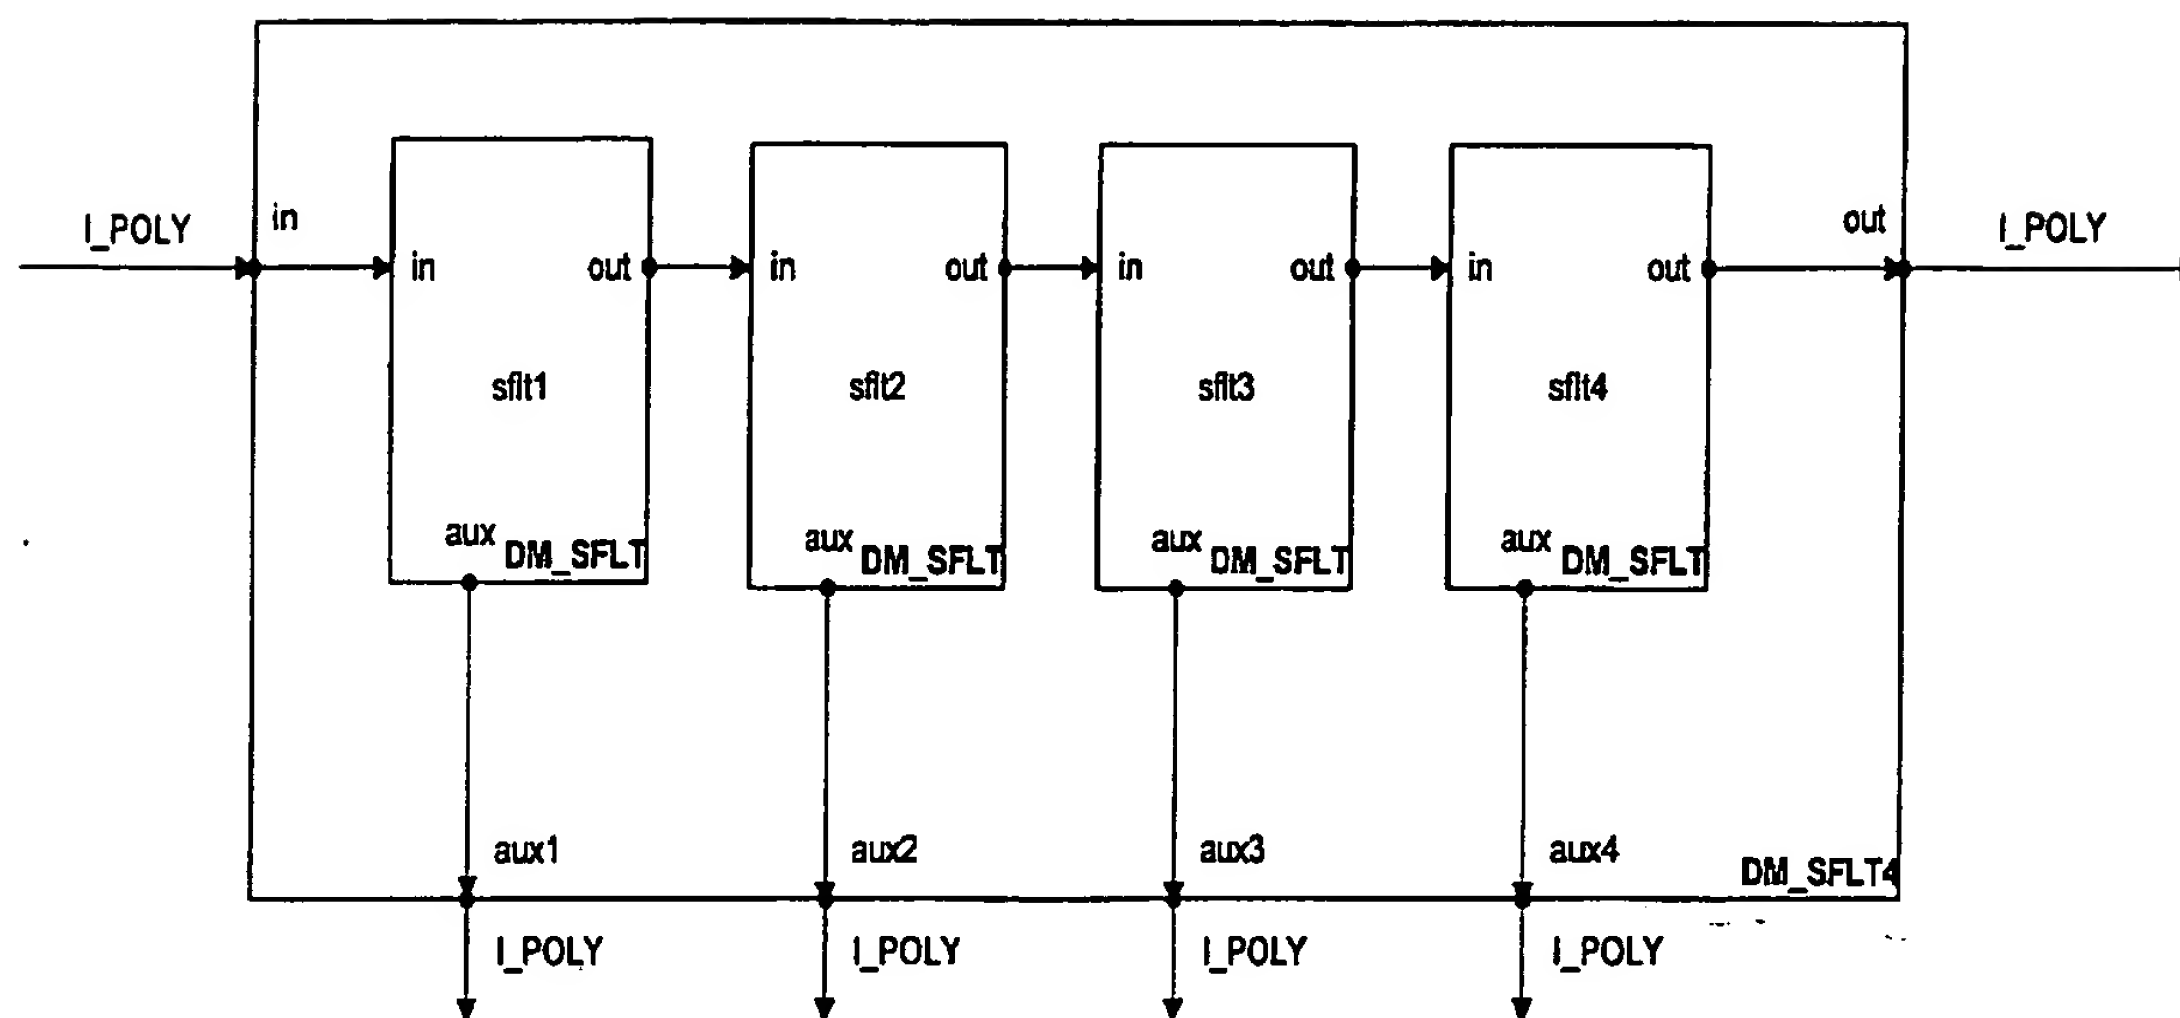 I_POLY in out I_POLY
in out in out in out in out
sflt1 sflt2 sflt3 sflt4
aux DM_SFLT aux DM_SFLT aux DM_SFLT aux DM_SFLT
aux1 aux2 aux3 aux4 DM_SFLT4
I_POLY I_POLY I_POLY I_POLY